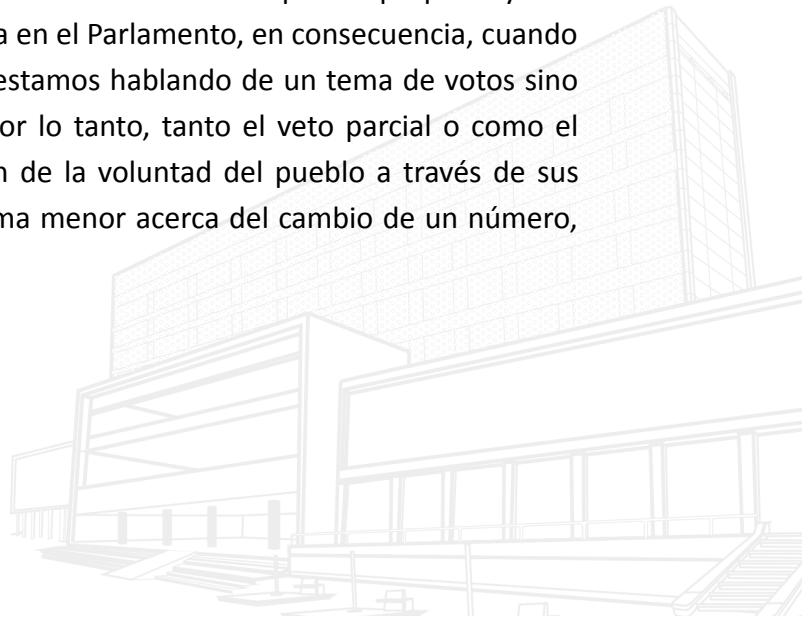 a en el Parlamento, en consecuencia, cuando
estamos hablando de un tema de votos sino
or lo tanto, tanto el veto parcial o como el
n de la voluntad del pueblo a través de sus
ma menor acerca del cambio de un número,